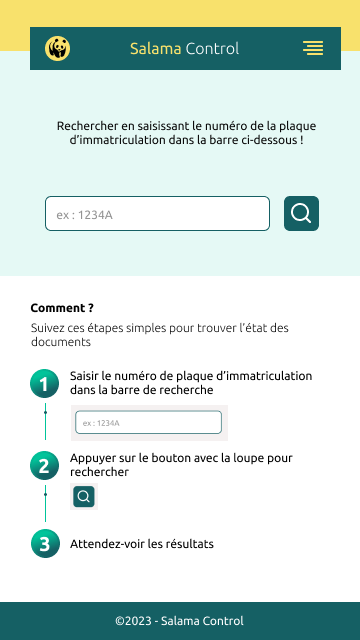 Salama Control
Rechercher en saisissant le numéro de la plaque
d'immatriculation dans la barre ci-dessous !
ex : 1234A
Comment ?
Suivez ces étapes simples pour trouver l'état des
documents
1 Saisir le numéro de plaque d'immatriculation
dans la barre de recherche
ex : 1234A
2 Appuyer sur le bouton avec la loupe pour
rechercher
3 Attendez-voir les résultats
©2023 - Salama Control